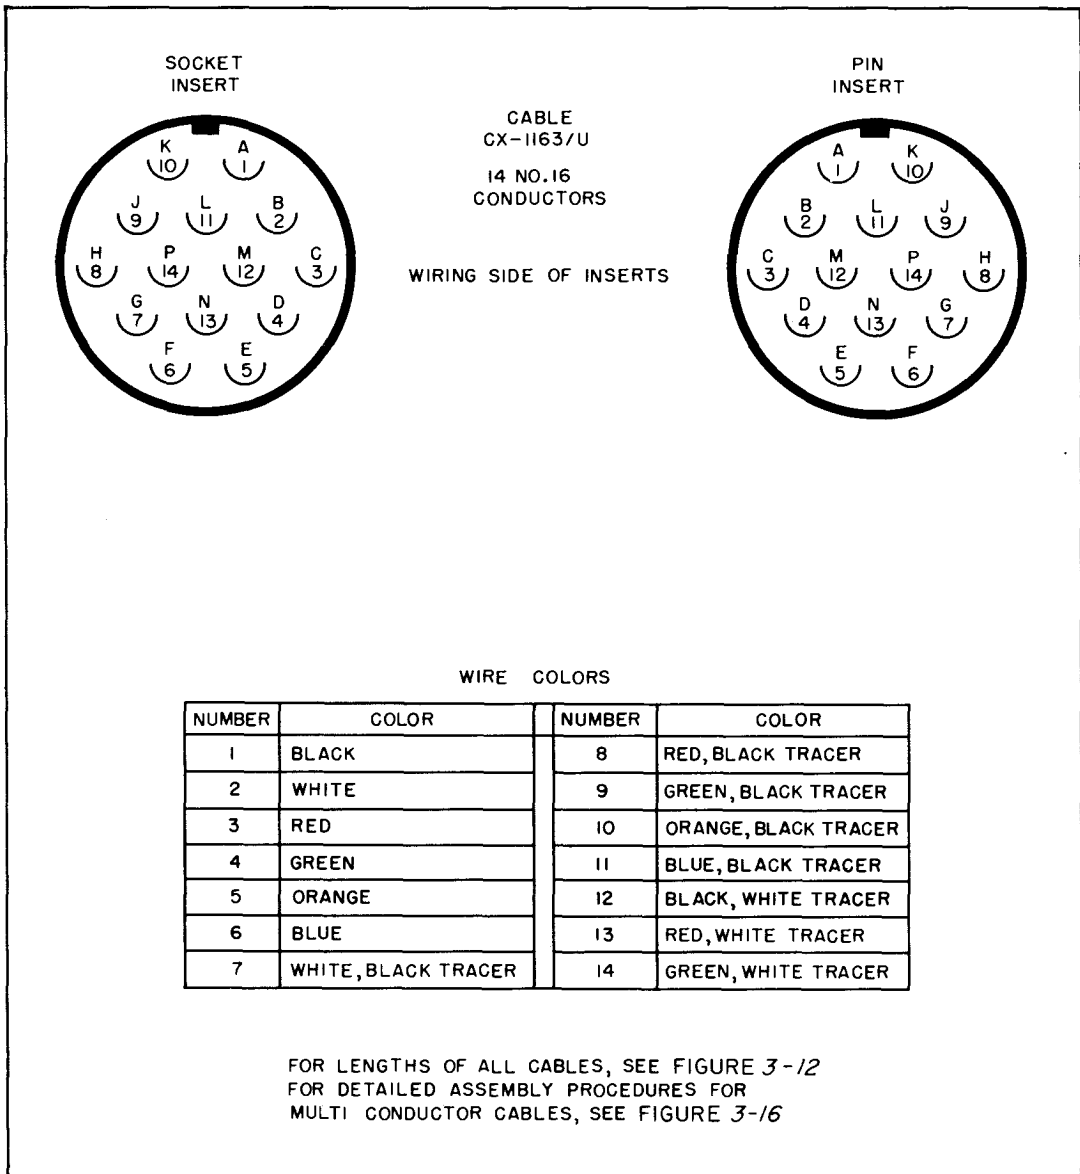 SOCKET
INSERT
K A
10 1
J L B
9 11 2
H P M C
8 14 12 3
G N D
7 13 4
F E
6 5
CABLE
CX-1163/U
14 NO.16
CONDUCTORS
WIRING SIDE OF INSERTS
PIN
INSERT
A K
1 10
B L J
2 11 9
C M P H
3 12 14 8
D N G
4 13 7
E F
5 6
WIRE COLORS
NUMBER COLOR NUMBER COLOR
1 BLACK 8 RED, BLACK TRACER
2 WHITE 9 GREEN, BLACK TRACER
3 RED 10 ORANGE, BLACK TRACER
4 GREEN 11 BLUE, BLACK TRACER
5 ORANGE 12 BLACK, WHITE TRACER
6 BLUE 13 RED, WHITE TRACER
7 WHITE, BLACK TRACER 14 GREEN, WHITE TRACER
FOR LENGTHS OF ALL CABLES, SEE FIGURE 3-12
FOR DETAILED ASSEMBLY PROCEDURES FOR
MULTI CONDUCTOR CABLES, SEE FIGURE 3-16